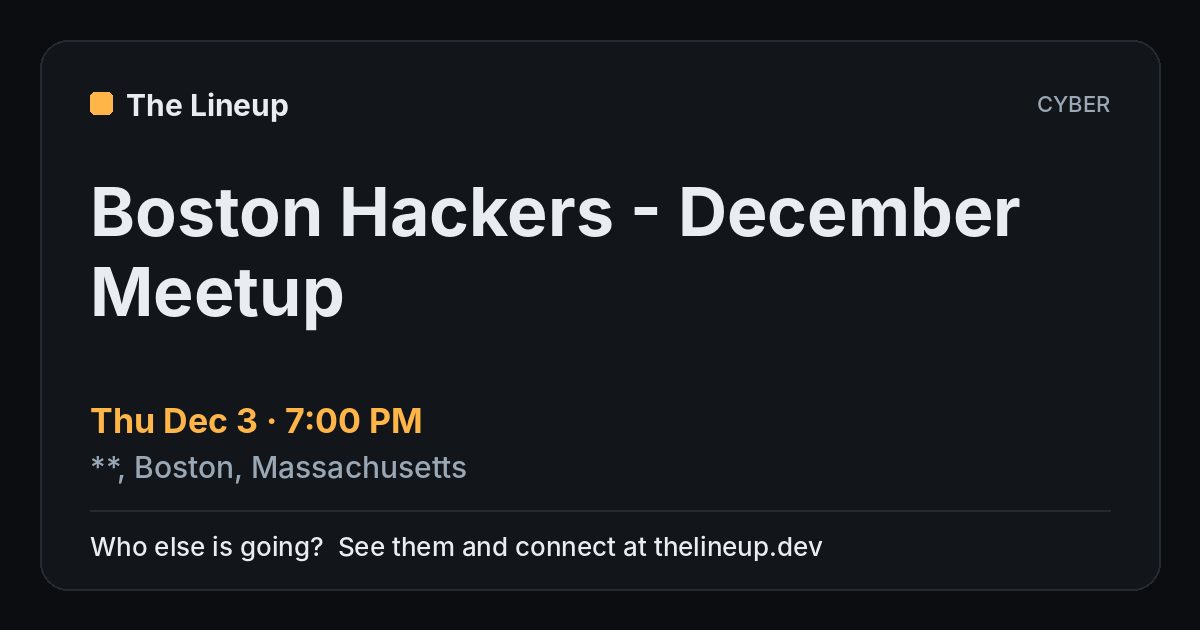 The Lineup
CYBER
Boston Hackers - December
Meetup
Thu Dec 3 · 7:00 PM
**, Boston, Massachusetts
Who else is going? See them and connect at thelineup.dev